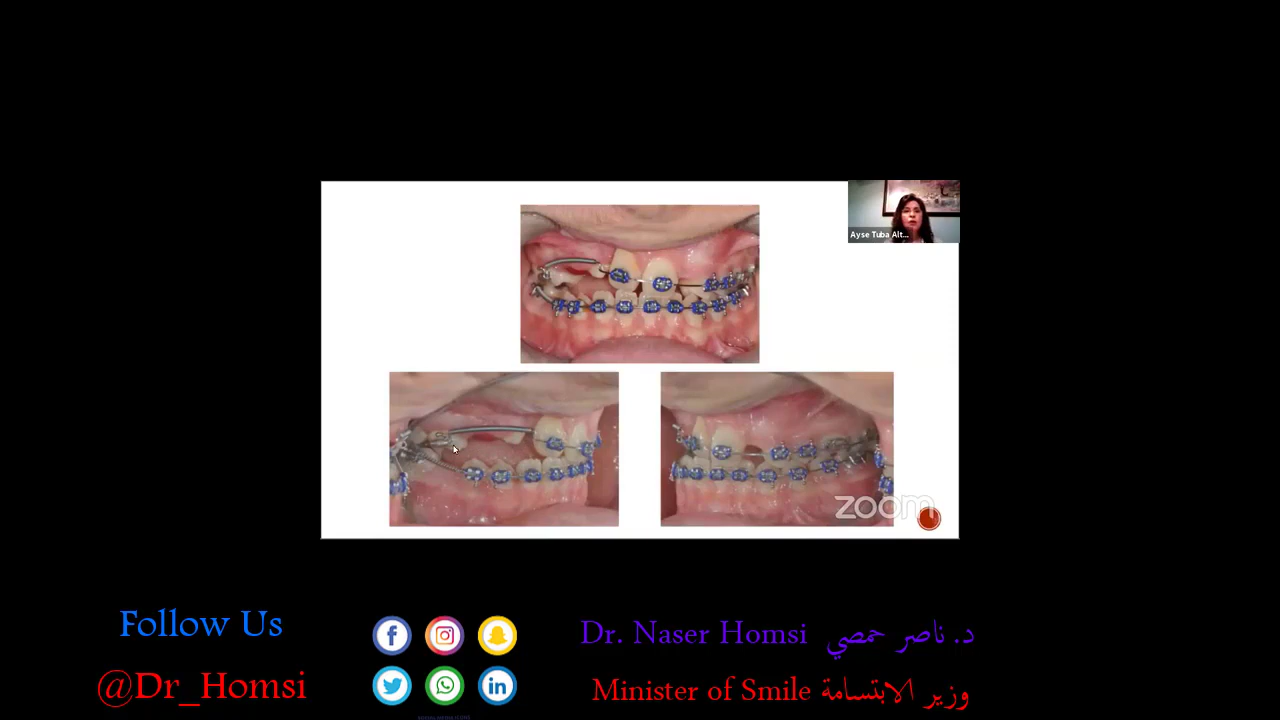 Ayse Tuba Alt...
zoom
Follow Us
@Dr_Homsi
Dr. Naser Homsi د. ناصر حمصي
Minister of Smile وزير الابتسامة